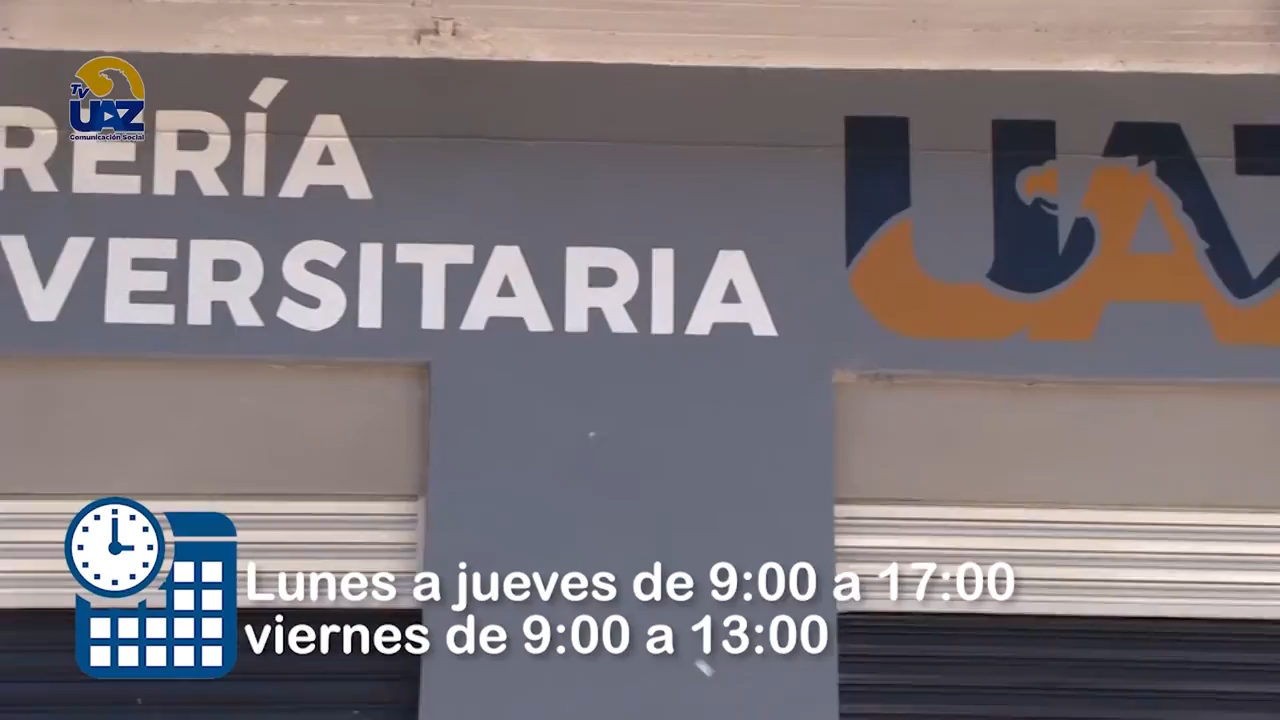 TV
UAZ
Comunicación Social
RERÍA
VERSITARIA
UAZ
Lunes a jueves de 9:00 a 17:00
viernes de 9:00 a 13:00